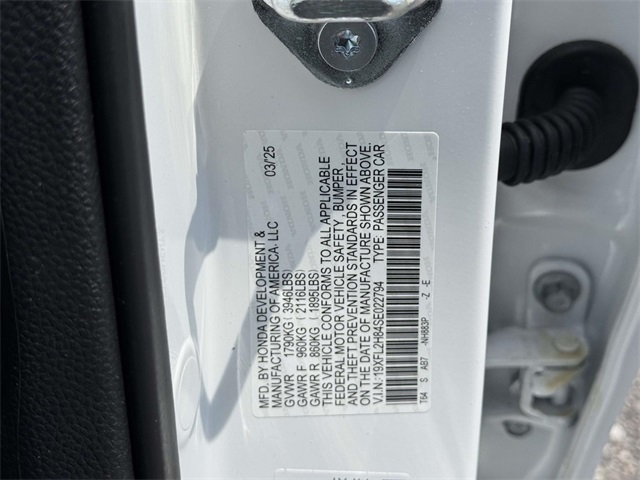 MFD. BY HONDA DEVELOPMENT & 03/25
MANUFACTURING OF AMERICA, LLC
GVWR 1790KG (3946LBS)
GAWR F 960KG (2116LBS)
GAWR R 860KG (1895LBS)
THIS VEHICLE CONFORMS TO ALL APPLICABLE
FEDERAL MOTOR VEHICLE SAFETY, BUMPER,
AND THEFT PREVENTION STANDARDS IN EFFECT
ON THE DATE OF MANUFACTURE SHOWN ABOVE.
V.I.N: 19XFL2H84SE022794 TYPE: PASSENGER CAR
T64 S AB7 -NH883P -Z -E